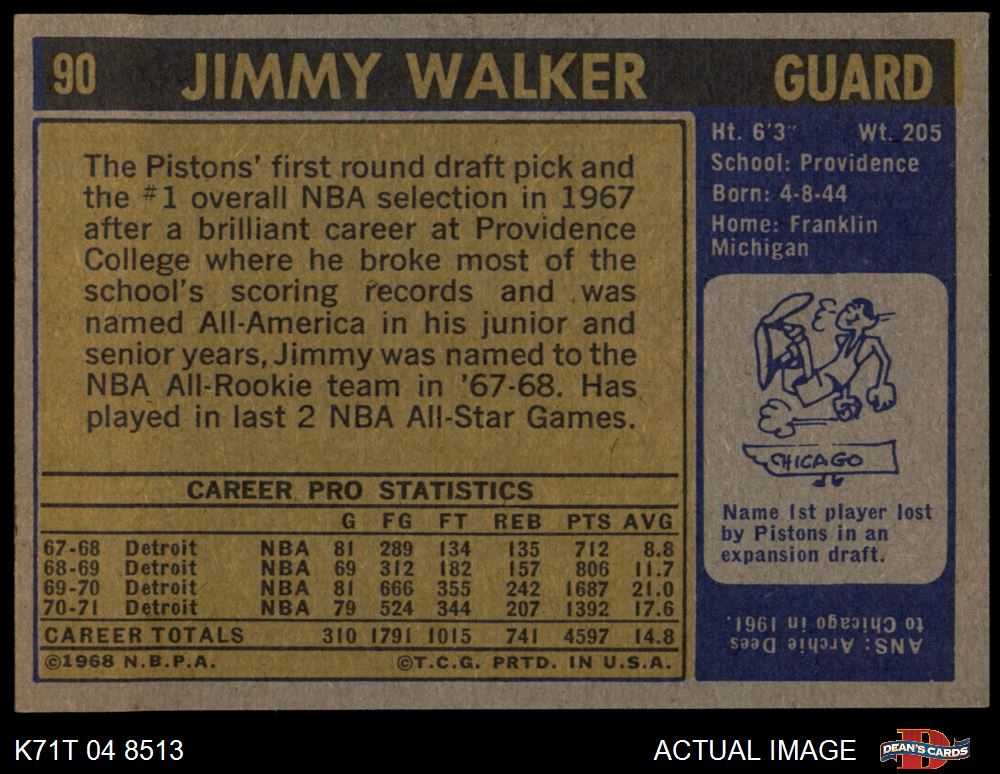 90 JIMMY WALKER GUARD
The Pistons' first round draft pick and
the #1 overall NBA selection in 1967
after a brilliant career at Providence
College where he broke most of the
school's scoring records and was
named All-America in his junior and
senior years, Jimmy was named to the
NBA All-Rookie team in '67-68. Has
played in last 2 NBA All-Star Games.
CAREER PRO STATISTICS
G FG FT REB PTS AVG
67-68 Detroit NBA 81 289 134 135 712 8.8
68-69 Detroit NBA 69 312 182 157 806 11.7
69-70 Detroit NBA 81 666 355 242 1687 21.0
70-71 Detroit NBA 79 524 344 207 1392 17.6
CAREER TOTALS 310 1791 1015 741 4597 14.8
©1968 N.B.P.A. ©T.C.G. PRTD. IN U.S.A.
Ht. 6'3" Wt. 205
School: Providence
Born: 4-8-44
Home: Franklin
Michigan
CHICAGO
Name 1st player lost
by Pistons in an
expansion draft.
ANS: Archie Dees
to Chicago in 1961.
K71T 04 8513
ACTUAL IMAGE
DEAN'S CARDS